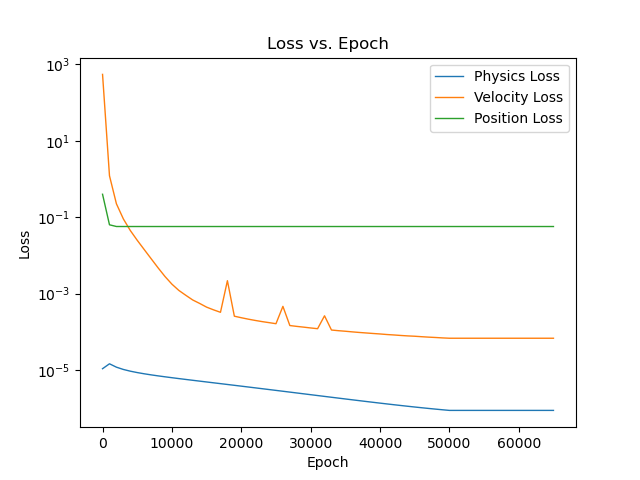 Loss vs. Epoch
10³
10¹
10⁻¹
10⁻³
10⁻⁵
Loss
Physics Loss
Velocity Loss
Position Loss
0 10000 20000 30000 40000 50000 60000
Epoch